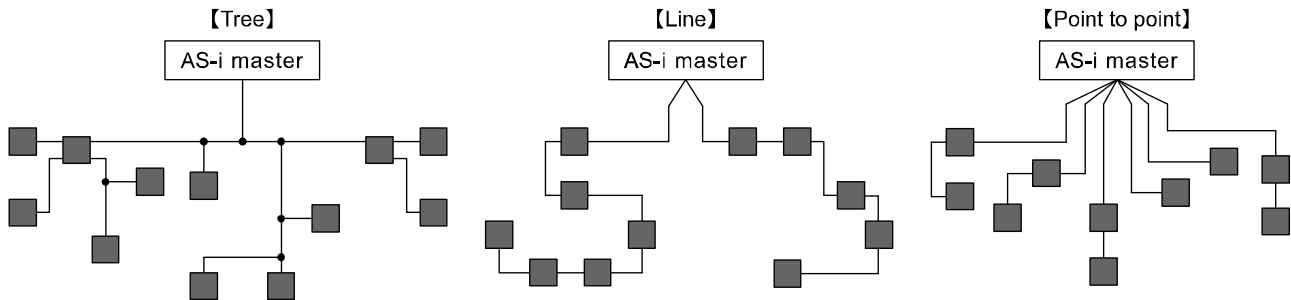 【Tree】
AS-i master
【Line】
AS-i master
【Point to point】
AS-i master